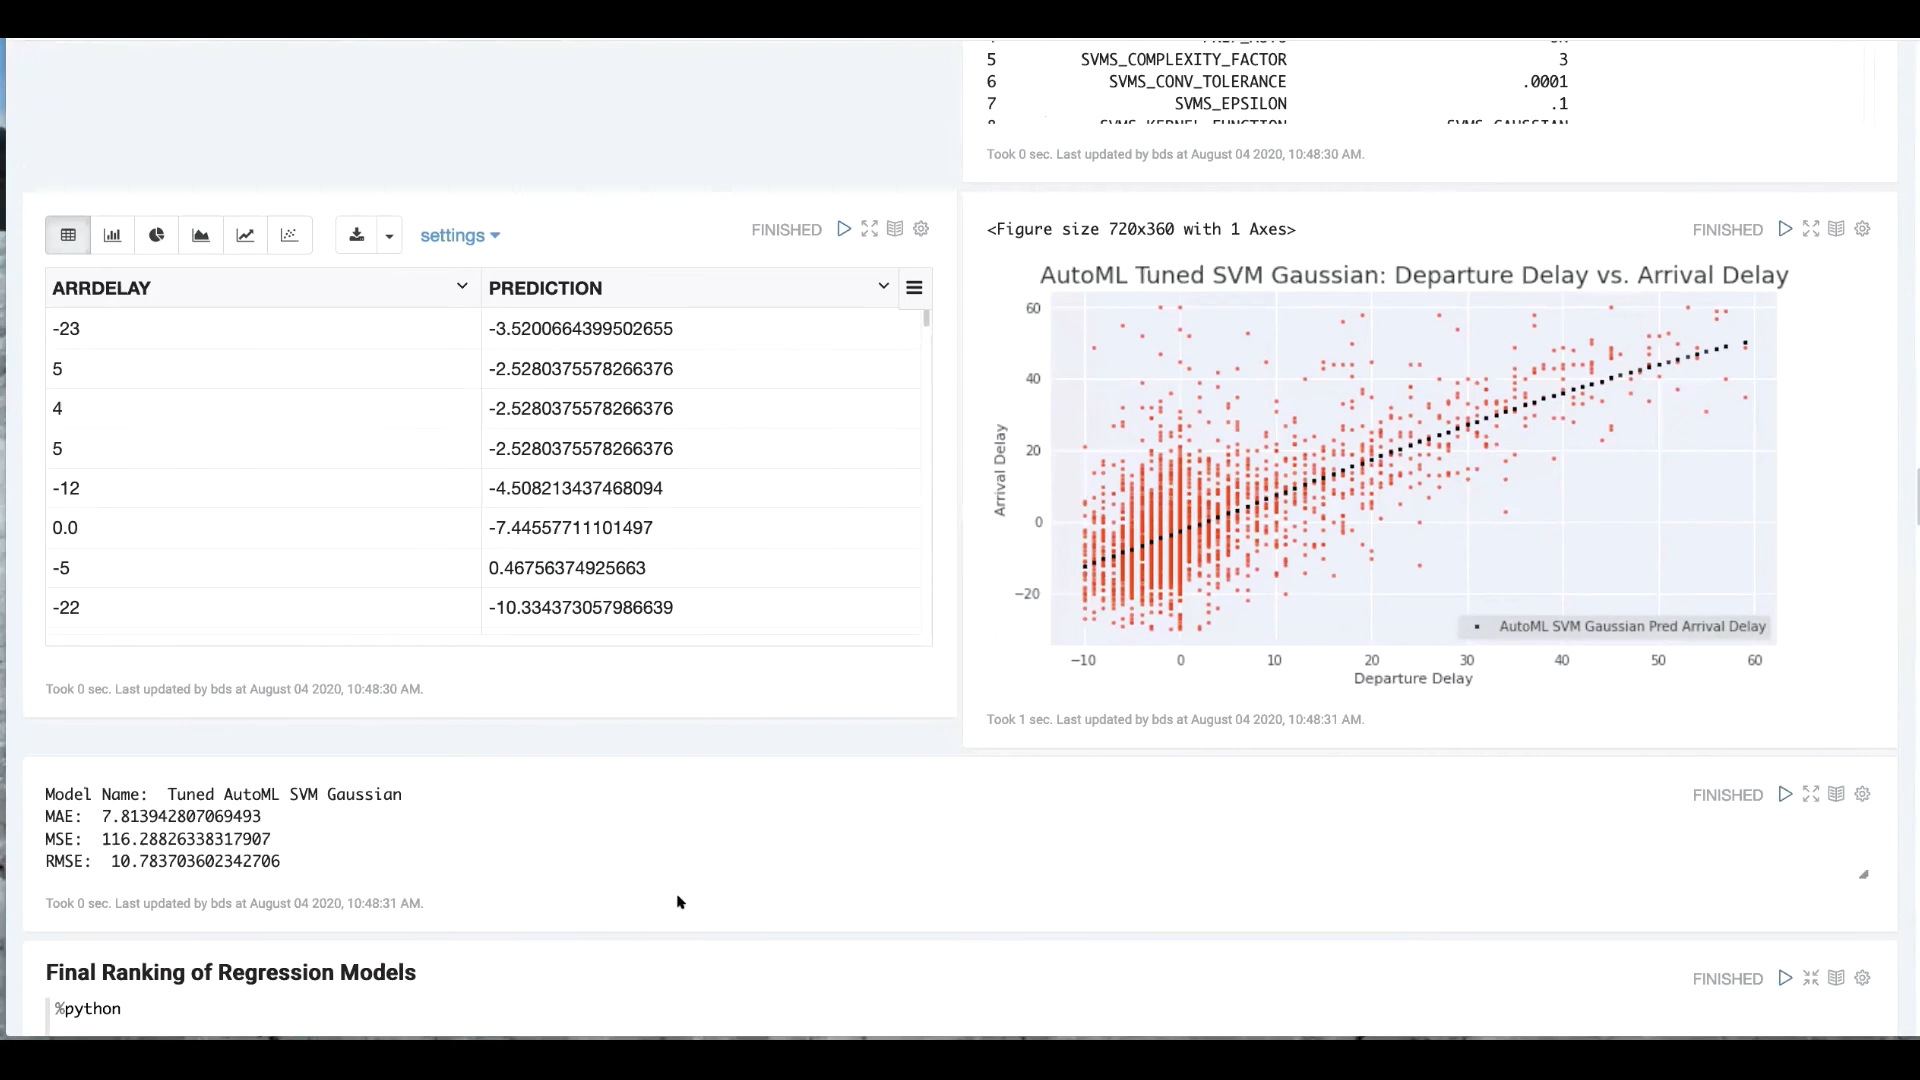 5 SVMS_COMPLEXITY_FACTOR 3
6 SVMS_CONV_TOLERANCE .0001
7 SVMS_EPSILON .1
Took 0 sec. Last updated by bds at August 04 2020, 10:48:30 AM.
settings
FINISHED
ARRDELAY PREDICTION
-23 -3.5200664399502655
5 -2.5280375578266376
4 -2.5280375578266376
5 -2.5280375578266376
-12 -4.508213437468094
0.0 -7.44557711101497
-5 0.46756374925663
-22 -10.334373057986639
Took 0 sec. Last updated by bds at August 04 2020, 10:48:30 AM.
<Figure size 720x360 with 1 Axes>
FINISHED
AutoML Tuned SVM Gaussian: Departure Delay vs. Arrival Delay
60
40
20
0
−20
Arrival Delay
AutoML SVM Gaussian Pred Arrival Delay
−10 0 10 20 30 40 50 60
Departure Delay
Took 1 sec. Last updated by bds at August 04 2020, 10:48:31 AM.
Model Name: Tuned AutoML SVM Gaussian
FINISHED
MAE: 7.813942807069493
MSE: 116.28826338317907
RMSE: 10.783703602342706
Took 0 sec. Last updated by bds at August 04 2020, 10:48:31 AM.
Final Ranking of Regression Models
FINISHED
%python